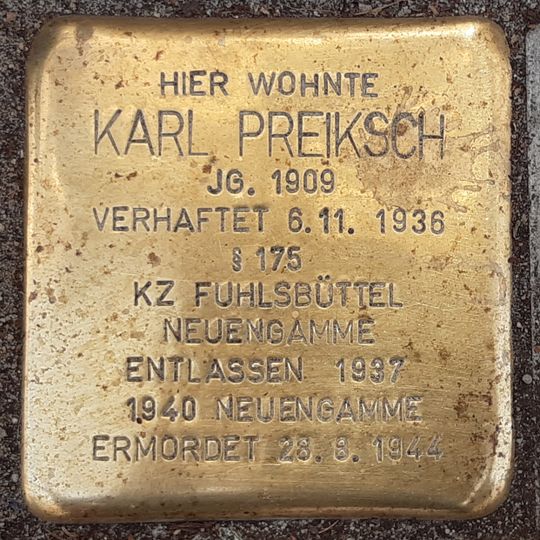 HIER WOHNTE
KARL PREIKSCH
JG. 1909
VERHAFTET 6.11. 1936
§ 175
KZ FUHLSBÜTTEL
NEUENGAMME
ENTLASSEN 1937
1940 NEUENGAMME
ERMORDET 28.8.1944